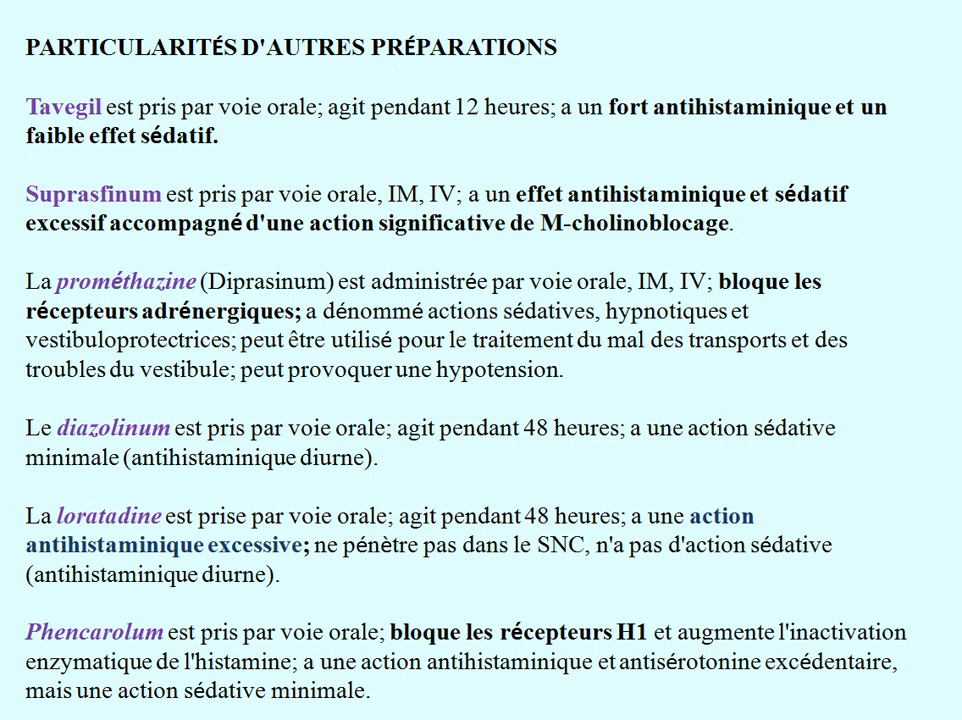 PARTICULARITÉS D'AUTRES PRÉPARATIONS
Tavegil est pris par voie orale; agit pendant 12 heures; a un fort antihistaminique et un
faible effet sédatif.
Suprasfinum est pris par voie orale, IM, IV; a un effet antihistaminique et sédatif
excessif accompagné d'une action significative de M-cholinoblocage.
La prométhazine (Diprasinum) est administrée par voie orale, IM, IV; bloque les
récepteurs adrénergiques; a dénommé actions sédatives, hypnotiques et
vestibuloprotectrices; peut être utilisé pour le traitement du mal des transports et des
troubles du vestibule; peut provoquer une hypotension.
Le diazolinum est pris par voie orale; agit pendant 48 heures; a une action sédative
minimale (antihistaminique diurne).
La loratadine est prise par voie orale; agit pendant 48 heures; a une action
antihistaminique excessive; ne pénètre pas dans le SNC, n'a pas d'action sédative
(antihistaminique diurne).
Phencarolum est pris par voie orale; bloque les récepteurs H1 et augmente l'inactivation
enzymatique de l'histamine; a une action antihistaminique et antisérotonine excédentaire,
mais une action sédative minimale.